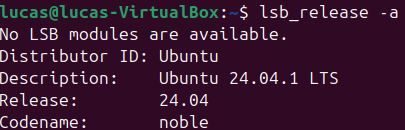 lucas@lucas-VirtualBox:~$ lsb_release -a
No LSB modules are available.
Distributor ID: Ubuntu
Description:    Ubuntu 24.04.1 LTS
Release:        24.04
Codename:       noble